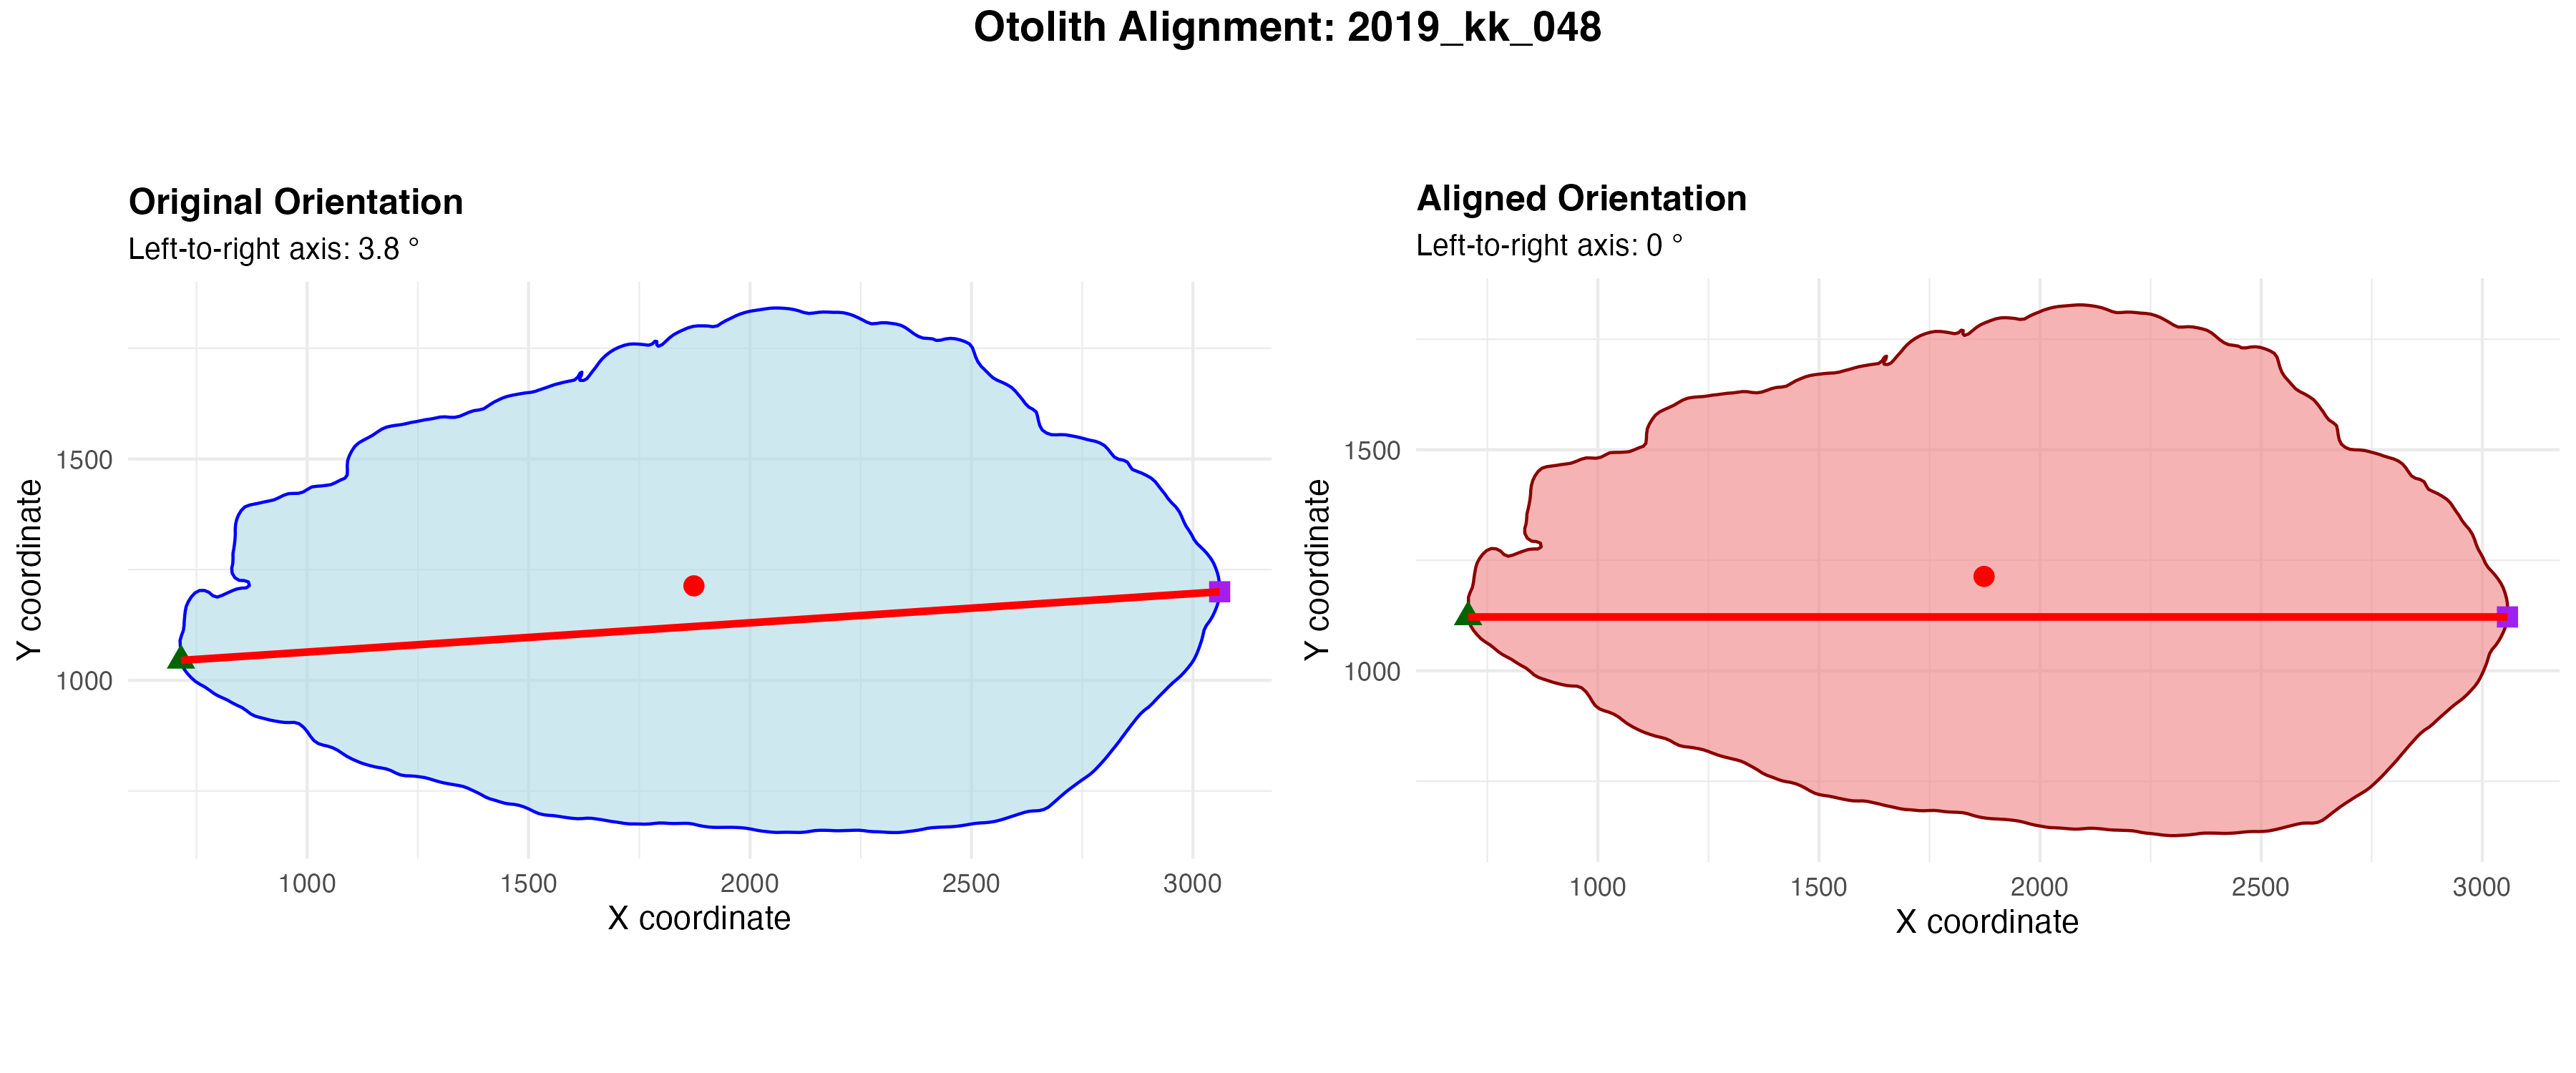 Otolith Alignment: 2019_kk_048
Original Orientation
Left-to-right axis: 3.8 °
Y coordinate
1500
1000
1000 1500 2000 2500 3000
X coordinate
Aligned Orientation
Left-to-right axis: 0 °
Y coordinate
1500
1000
1000 1500 2000 2500 3000
X coordinate